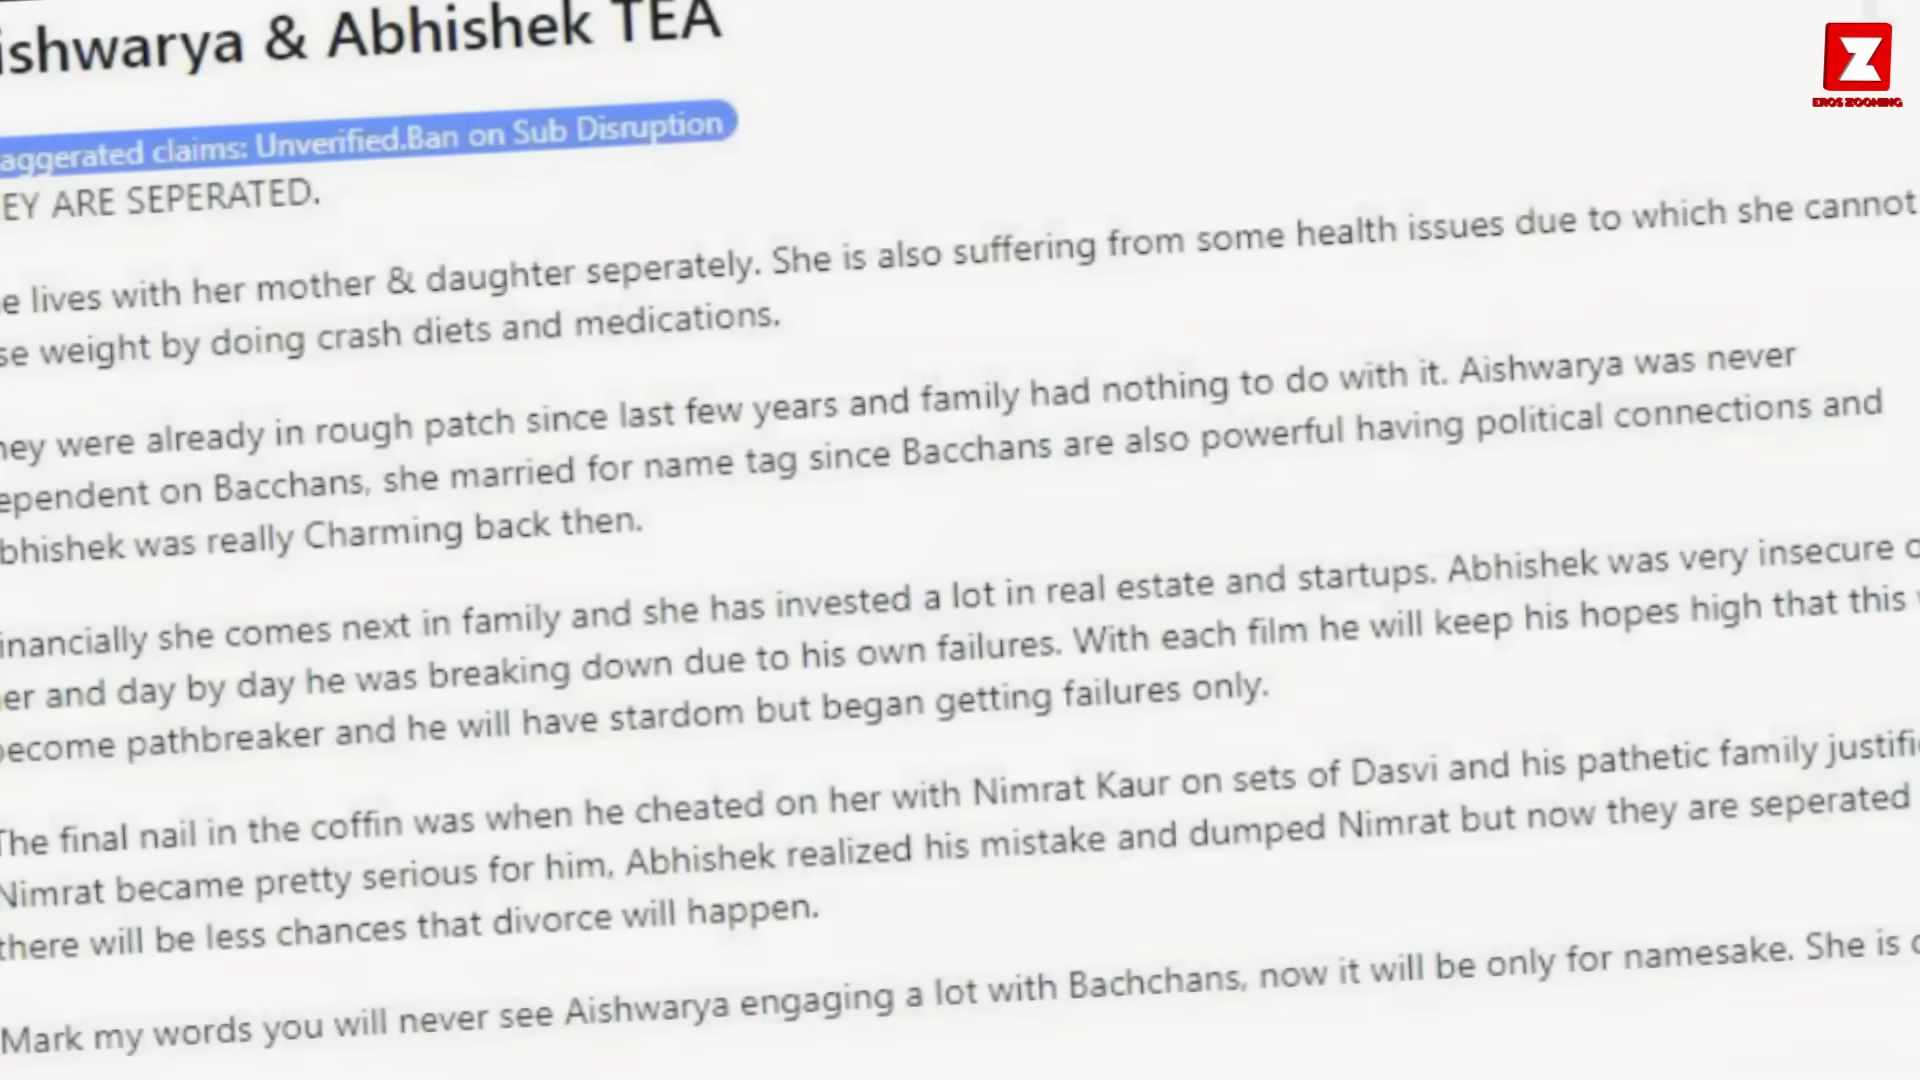 ishwarya & Abhishek TEA
aggerated claims: Unverified.Ban on Sub Disruption
EY ARE SEPERATED.
e lives with her mother & daughter seperately. She is also suffering from some health issues due to which she cannot
se weight by doing crash diets and medications.
hey were already in rough patch since last few years and family had nothing to do with it. Aishwarya was never
ependent on Bacchans, she married for name tag since Bacchans are also powerful having political connections and
bhishek was really Charming back then.
inancially she comes next in family and she has invested a lot in real estate and startups. Abhishek was very insecure o
er and day by day he was breaking down due to his own failures. With each film he will keep his hopes high that this
become pathbreaker and he will have stardom but began getting failures only.
The final nail in the coffin was when he cheated on her with Nimrat Kaur on sets of Dasvi and his pathetic family justifi
Nimrat became pretty serious for him, Abhishek realized his mistake and dumped Nimrat but now they are seperated
there will be less chances that divorce will happen.
Mark my words you will never see Aishwarya engaging a lot with Bachchans, now it will be only for namesake. She is
Z
EROS ZOOMING